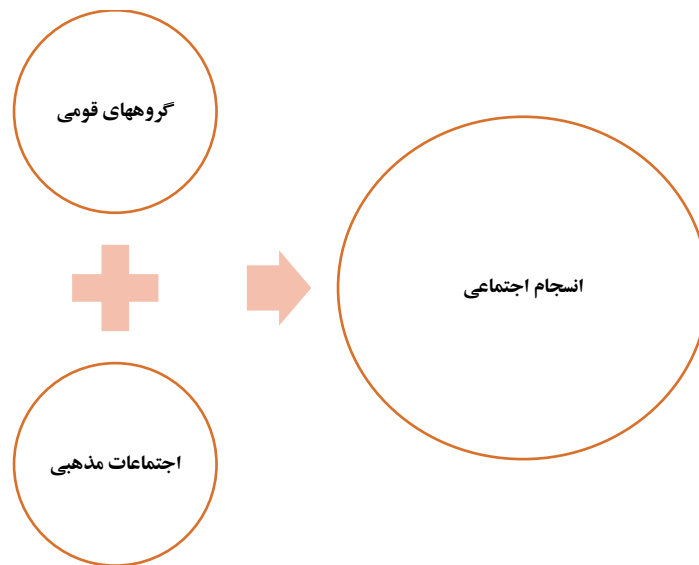 گروههای قومی
انسجام اجتماعی
اجتماعات مذهبی